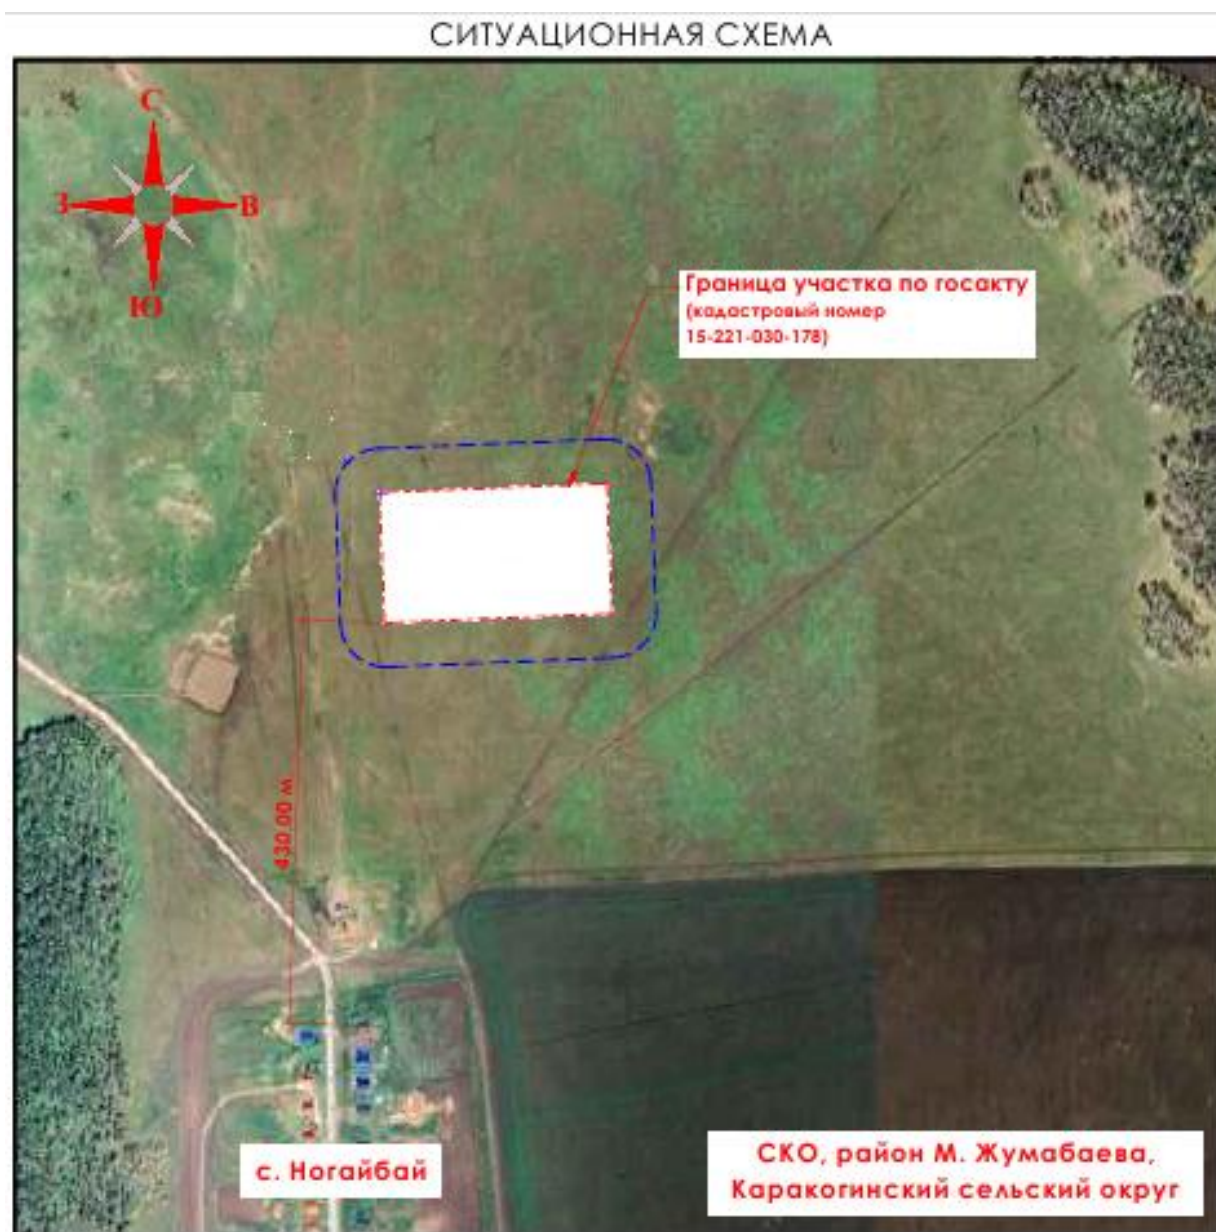 СИТУАЦИОННАЯ СХЕМА
С
З
В
Ю
Граница участка по госакту
(кадастровый номер
15-221-030-178)
430.00 м
с. Ногайбай
СКО, район М. Жумабаева,
Каракогинский сельский округ